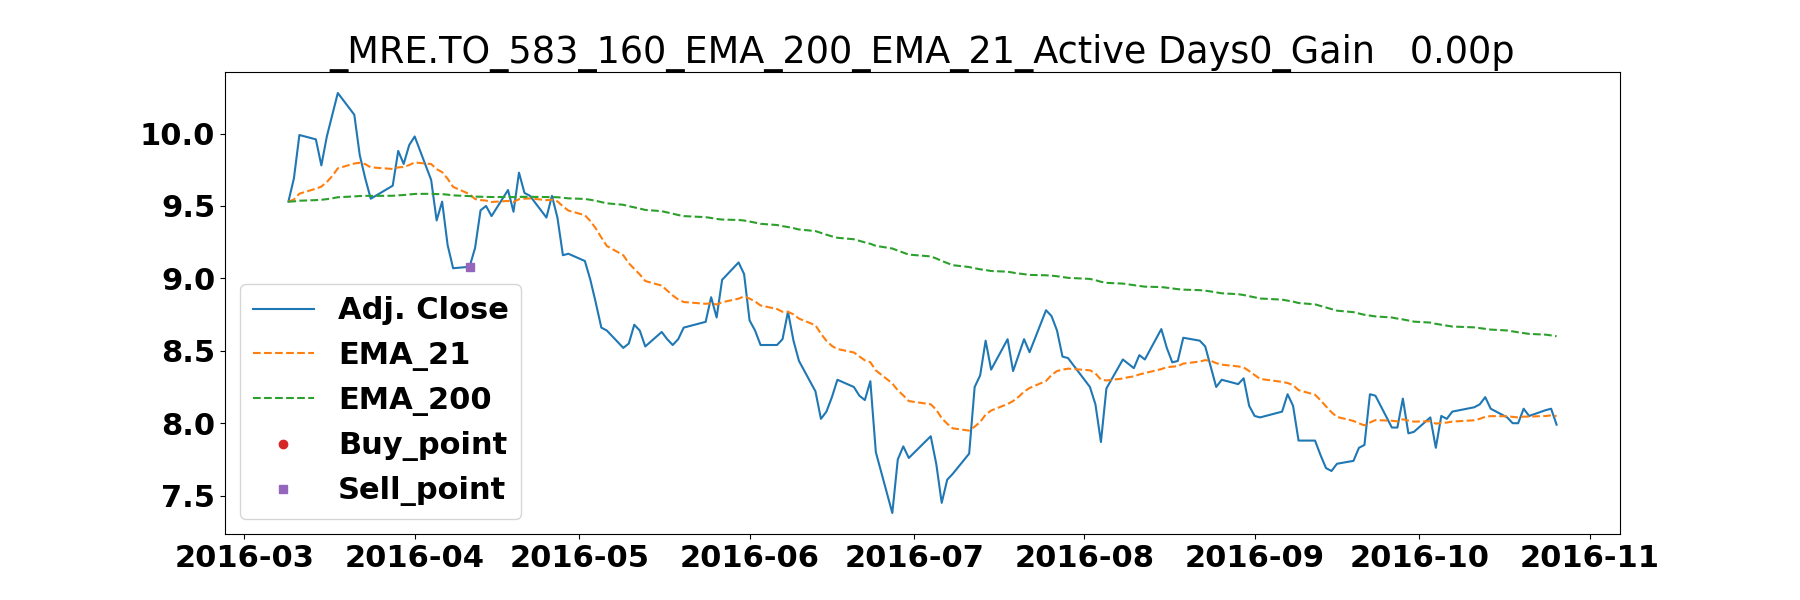 _MRE.TO_583_160_EMA_200_EMA_21_Active Days0_Gain   0.00p
10.0
9.5
9.0
8.5
8.0
7.5
Adj. Close
EMA_21
EMA_200
Buy_point
Sell_point
2016-03 2016-04 2016-05 2016-06 2016-07 2016-08 2016-09 2016-10 2016-11